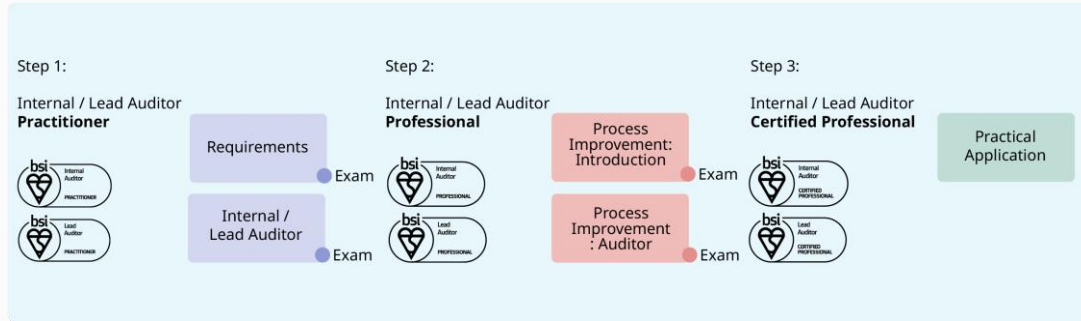 Step 1:
Internal / Lead Auditor
Practitioner
bsi
Internal
Auditor
PRACTITIONER
bsi
Lead
Auditor
PRACTITIONER
Requirements
Exam
Internal /
Lead Auditor
Exam
Step 2:
Internal / Lead Auditor
Professional
bsi
Internal
Auditor
PROFESSIONAL
bsi
Lead
Auditor
PROFESSIONAL
Process
Improvement:
Introduction
Exam
Process
Improvement
: Auditor
Exam
Step 3:
Internal / Lead Auditor
Certified Professional
bsi
Internal
Auditor
CERTIFIED
PROFESSIONAL
bsi
Lead
Auditor
CERTIFIED
PROFESSIONAL
Practical
Application